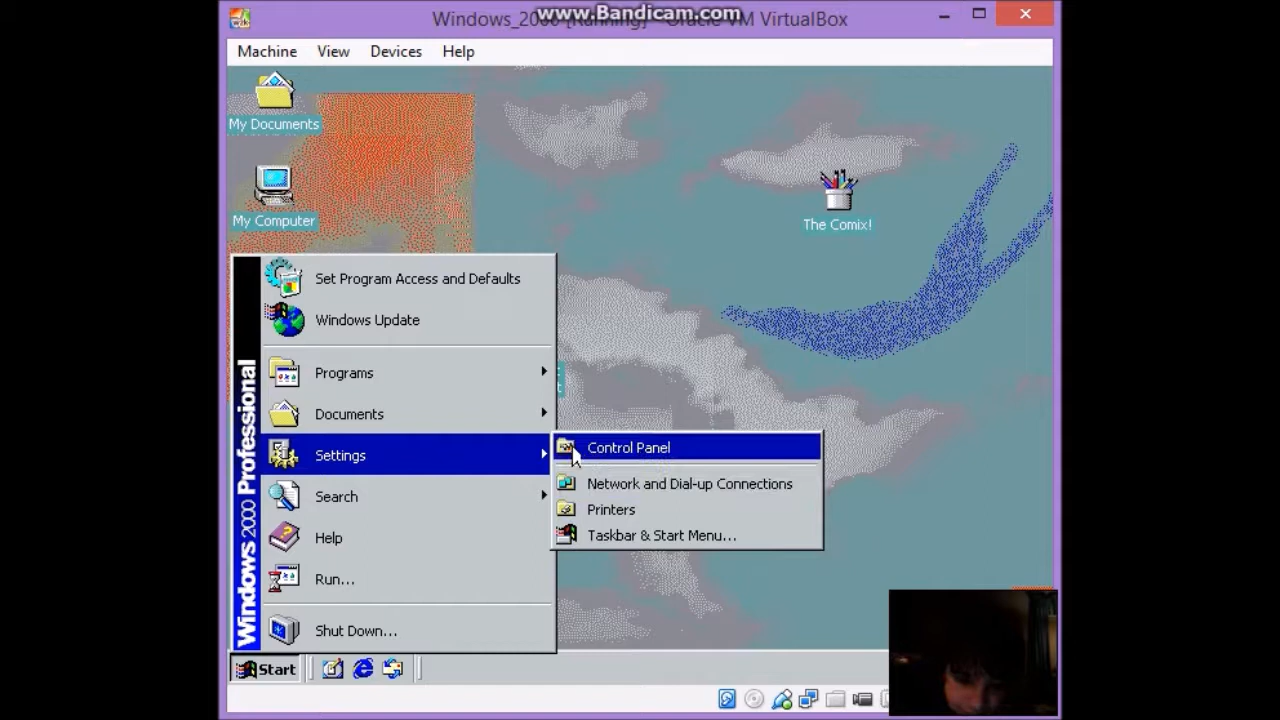 www.Bandicam.com
Windows_2000 [Running] - Oracle VM VirtualBox
Machine View Devices Help
My Documents
My Computer
The Comix!
Set Program Access and Defaults
Windows Update
Programs
Documents
Settings
Control Panel
Network and Dial-up Connections
Search
Printers
Taskbar & Start Menu...
Help
Run...
Shut Down...
Windows 2000 Professional
Start